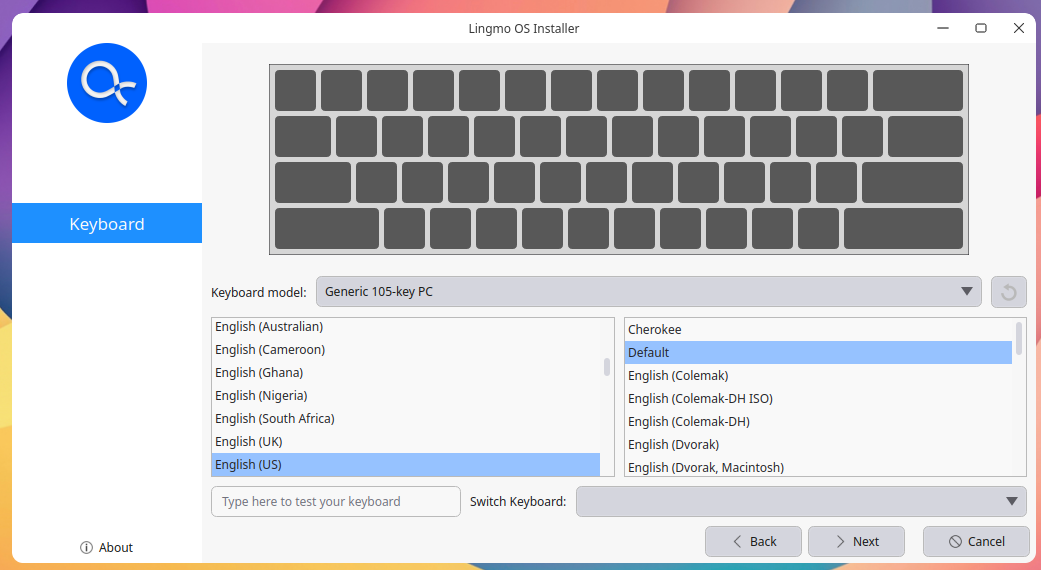 Lingmo OS Installer
Keyboard
Keyboard model:
Generic 105-key PC
English (Australian)
English (Cameroon)
English (Ghana)
English (Nigeria)
English (South Africa)
English (UK)
English (US)
Cherokee
Default
English (Colemak)
English (Colemak-DH ISO)
English (Colemak-DH)
English (Dvorak)
English (Dvorak, Macintosh)
Type here to test your keyboard
Switch Keyboard:
About
Back
Next
Cancel